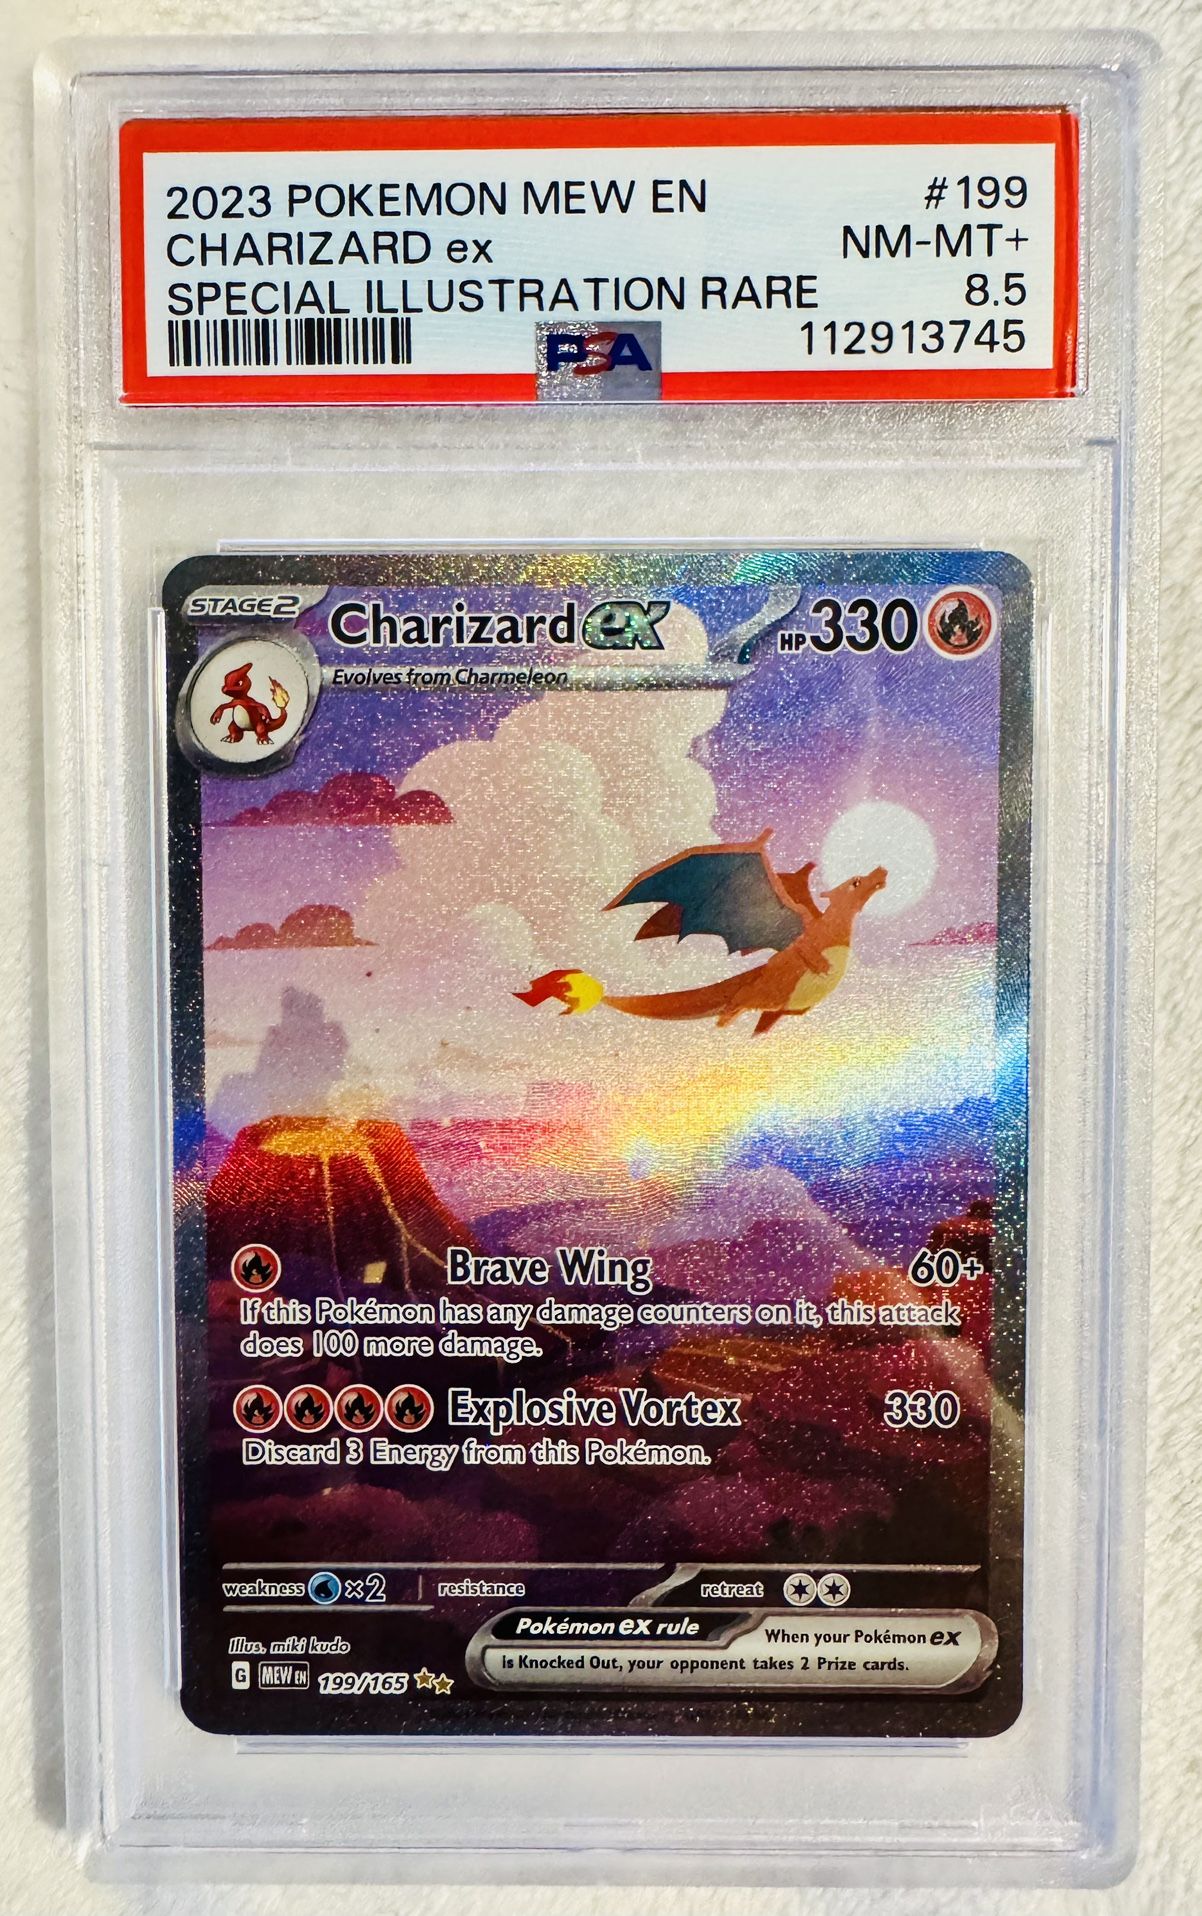 2023 POKEMON MEW EN #199
CHARIZARD ex NM-MT+
SPECIAL ILLUSTRATION RARE 8.5
PSA 112913745
STAGE2 Charizard ex HP 330
Evolves from Charmeleon
Brave Wing 60+
If this Pokémon has any damage counters on it, this attack
does 100 more damage.
Explosive Vortex 330
Discard 3 Energy from this Pokémon.
weakness ×2 resistance retreat
Pokémon ex rule When your Pokémon ex
is Knocked Out, your opponent takes 2 Prize cards.
Illus. miki kudo
G MEW EN 199/165